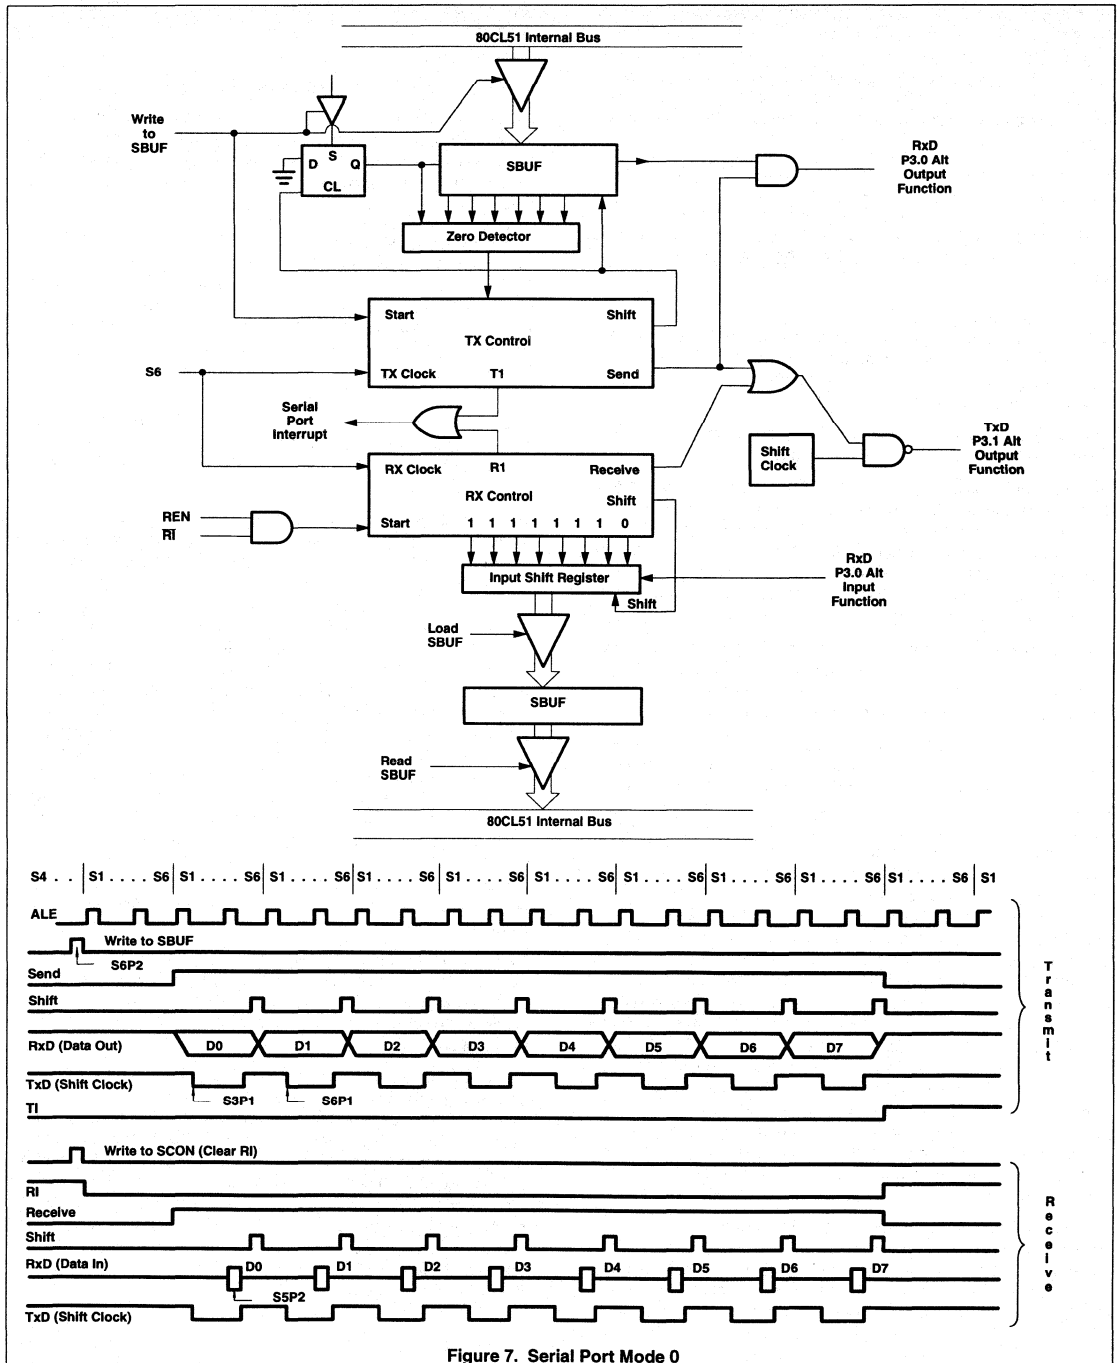 80CL51 Internal Bus
Write
to
SBUF
S
D Q
CL
SBUF
RxD
P3.0 Alt
Output
Function
Zero Detector
Start Shift
TX Control
S6
TX Clock T1 Send
Serial
Port
Interrupt
Shift
Clock
TxD
P3.1 Alt
Output
Function
RX Clock R1 Receive
RX Control Shift
REN
RI
Start 1 1 1 1 1 1 1 0
RxD
P3.0 Alt
Input
Function
Input Shift Register
Shift
Load
SBUF
SBUF
Read
SBUF
80CL51 Internal Bus
S4 . . | S1 . . . . S6 | S1 . . . . S6 | S1 . . . . S6 | S1 . . . . S6 | S1 . . . . S6 | S1 . . . . S6 | S1 . . . . S6 | S1 . . . . S6 | S1 . . . . S6 | S1 . . . . S6 | S1
ALE
Write to SBUF
S6P2
Send
Shift
RxD (Data Out) D0 D1 D2 D3 D4 D5 D6 D7
TxD (Shift Clock)
S3P1 S6P1
TI
Transmit
Write to SCON (Clear RI)
RI
Receive
Shift
RxD (Data In) D0 D1 D2 D3 D4 D5 D6 D7
S5P2
TxD (Shift Clock)
Receive
Figure 7. Serial Port Mode 0